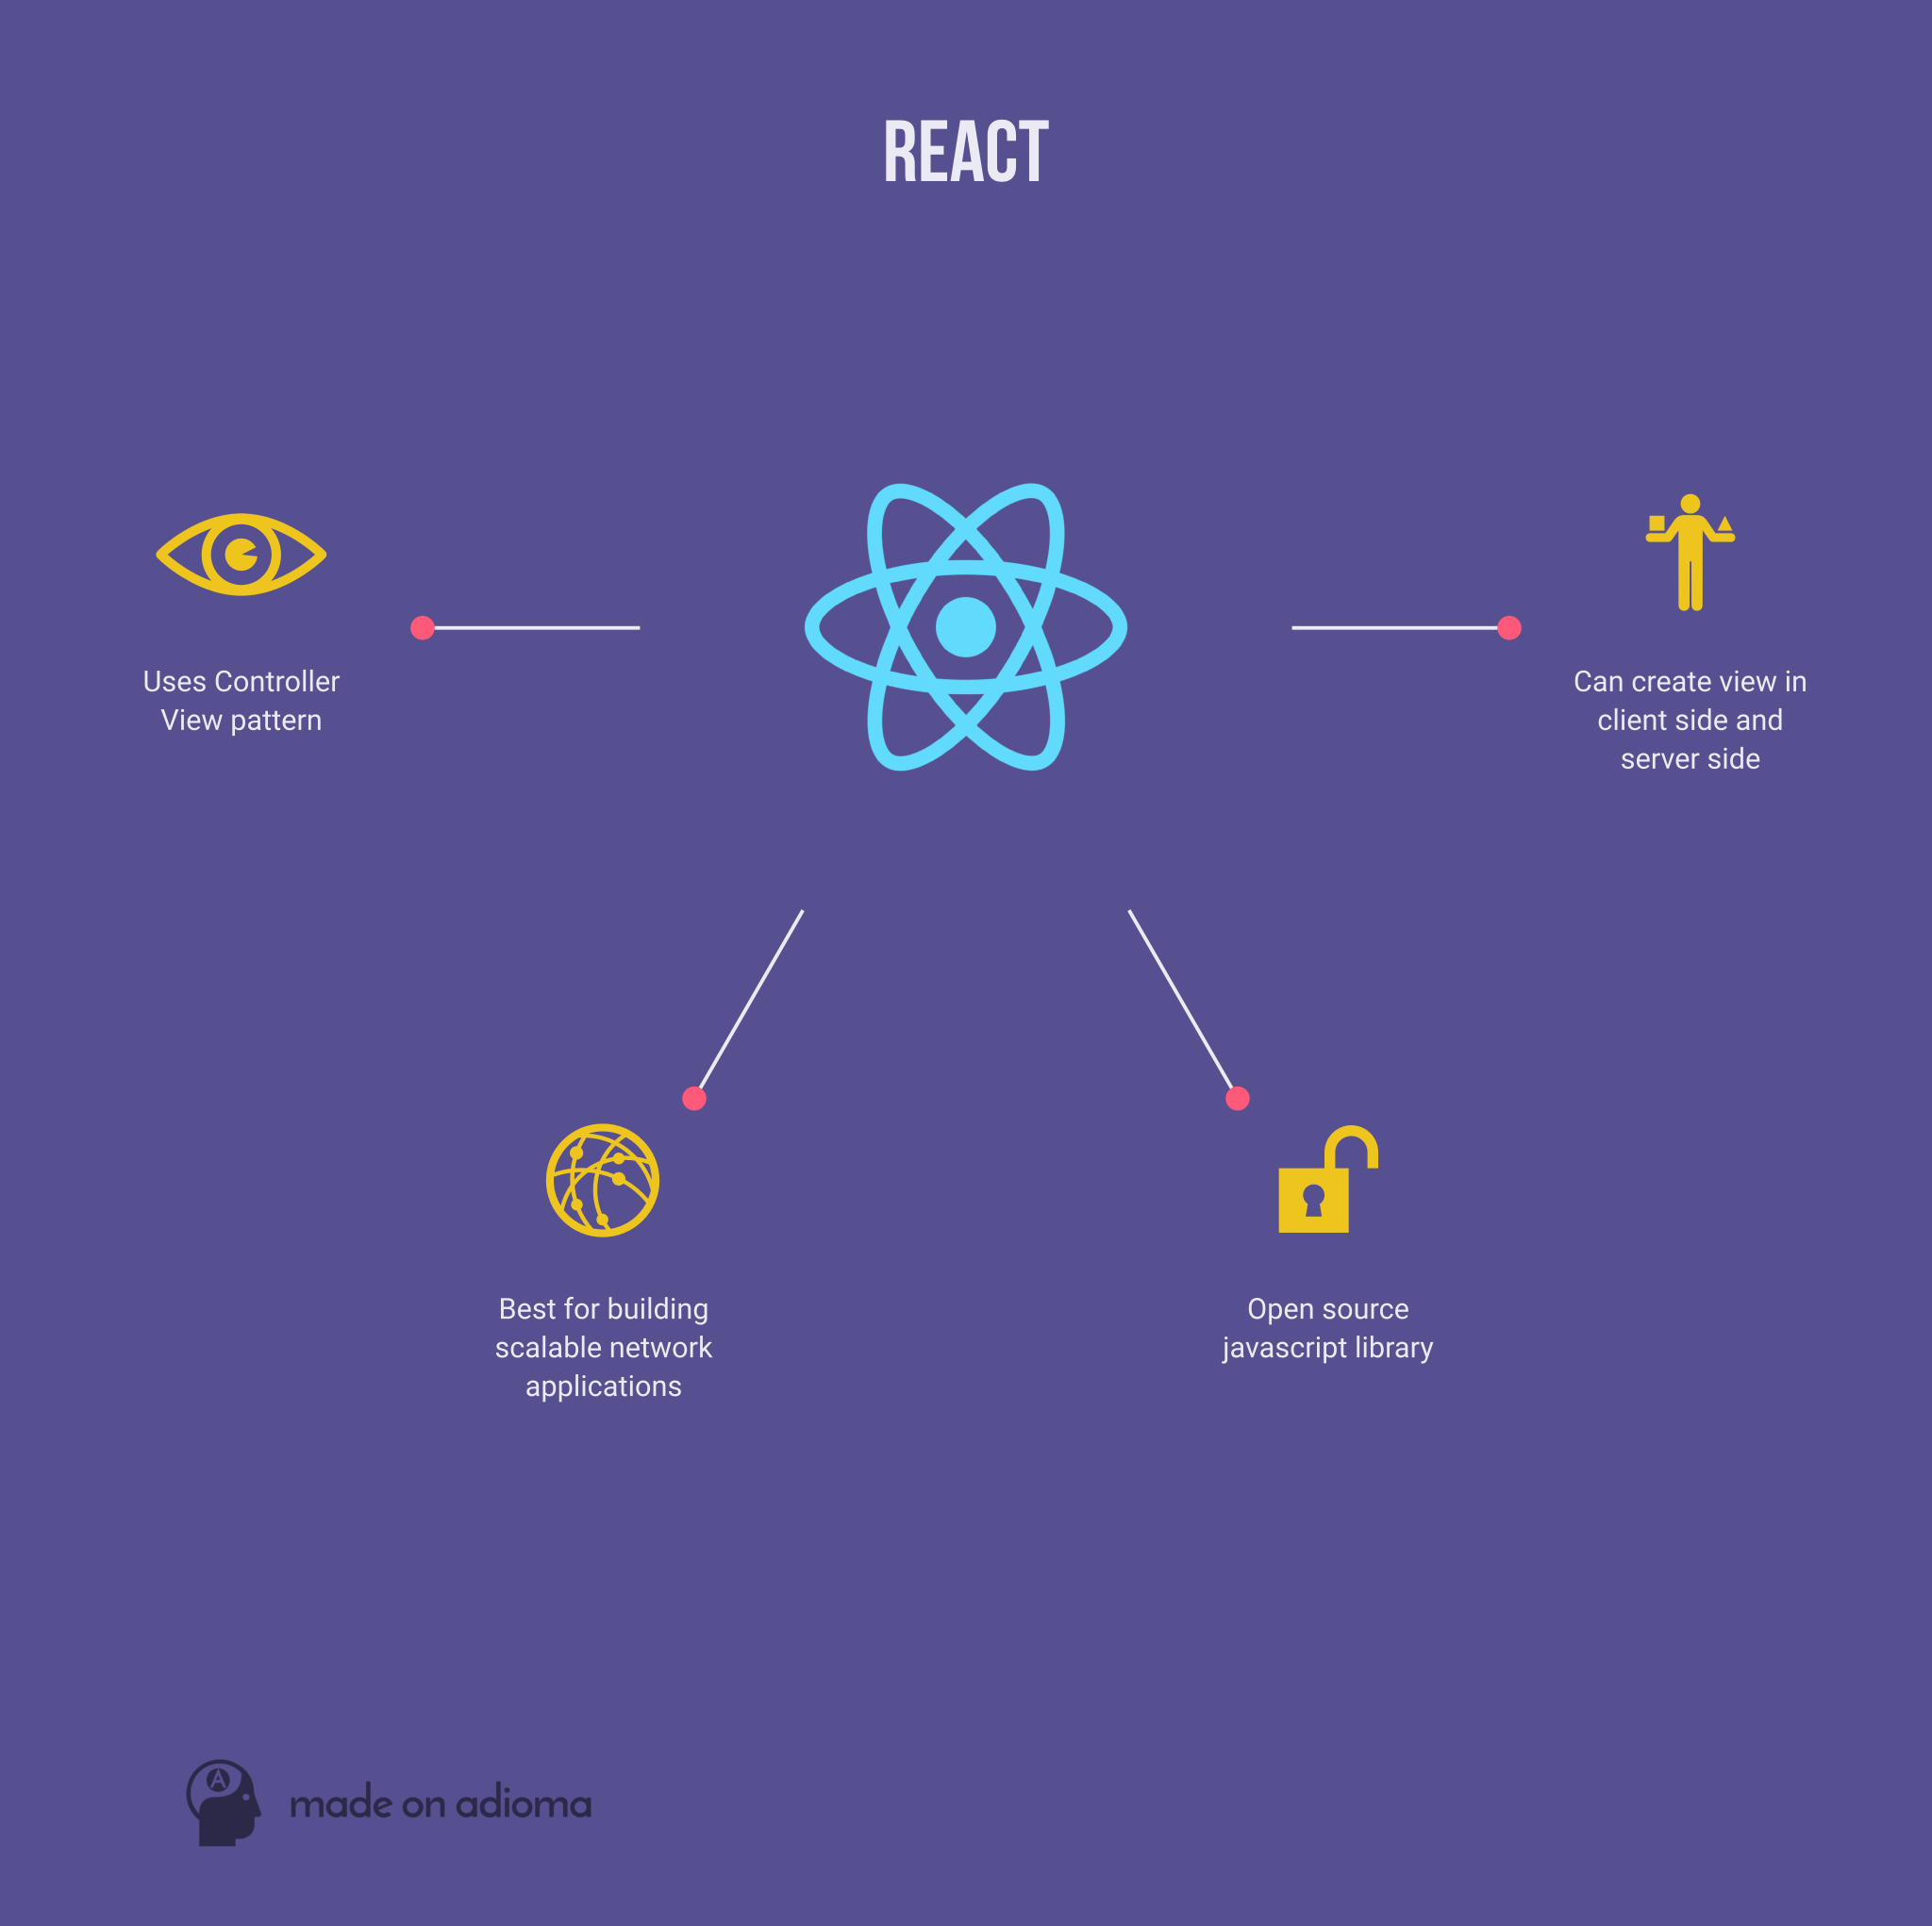 REACT
Uses Controller
View pattern
Can create view in
client side and
server side
Best for building
scalable network
applications
Open source
javascript library
A
made on adioma